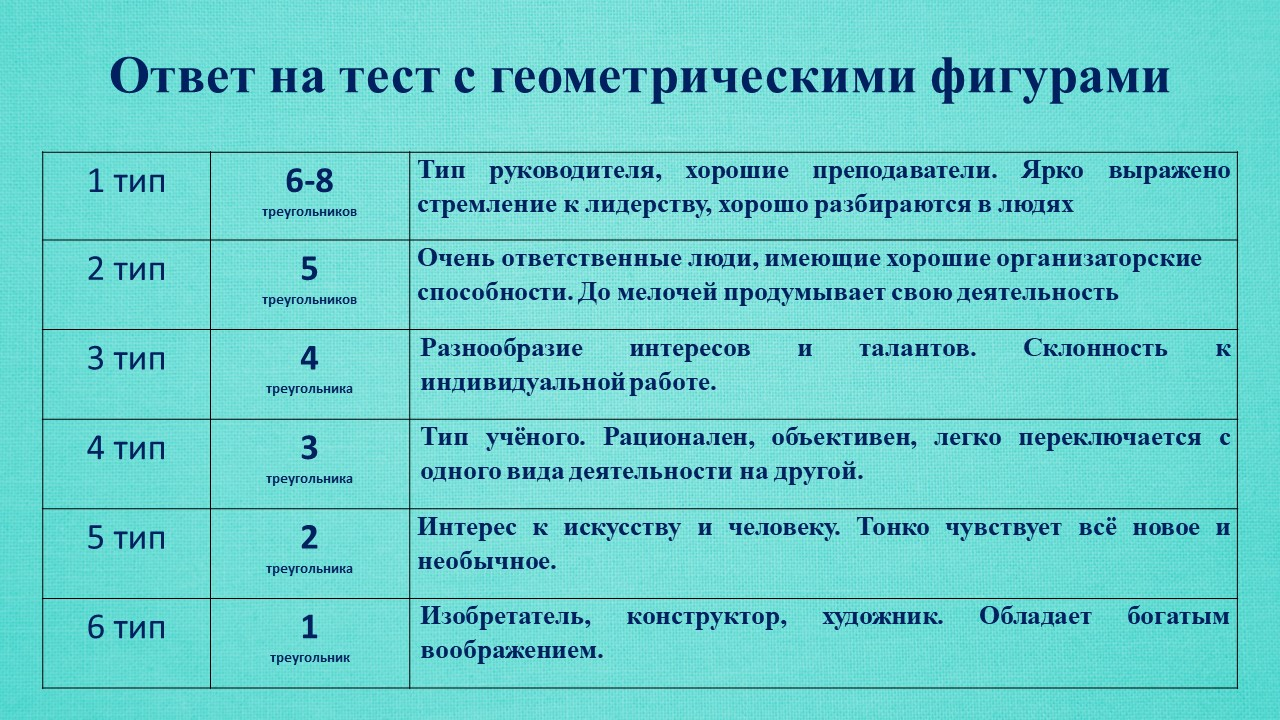 Ответ на тест с геометрическими фигурами
1 тип
6-8
треугольников
Тип руководителя, хорошие преподаватели. Ярко выражено
стремление к лидерству, хорошо разбираются в людях
2 тип
5
треугольников
Очень ответственные люди, имеющие хорошие организаторские
способности. До мелочей продумывает свою деятельность
3 тип
4
треугольника
Разнообразие интересов и талантов. Склонность к
индивидуальной работе.
4 тип
3
треугольника
Тип учёного. Рационален, объективен, легко переключается с
одного вида деятельности на другой.
5 тип
2
треугольника
Интерес к искусству и человеку. Тонко чувствует всё новое и
необычное.
6 тип
1
треугольник
Изобретатель, конструктор, художник. Обладает богатым
воображением.